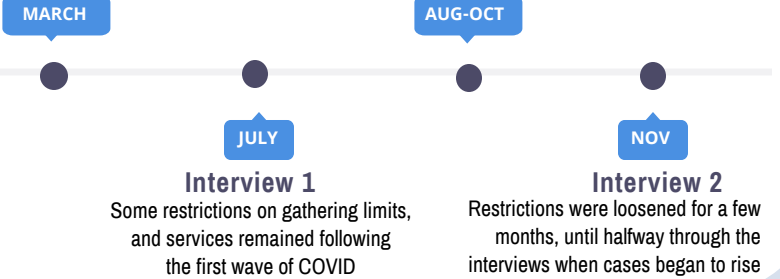 MARCH
AUG-OCT
JULY
NOV
Interview 1
Some restrictions on gathering limits,
and services remained following
the first wave of COVID
Interview 2
Restrictions were loosened for a few
months, until halfway through the
interviews when cases began to rise